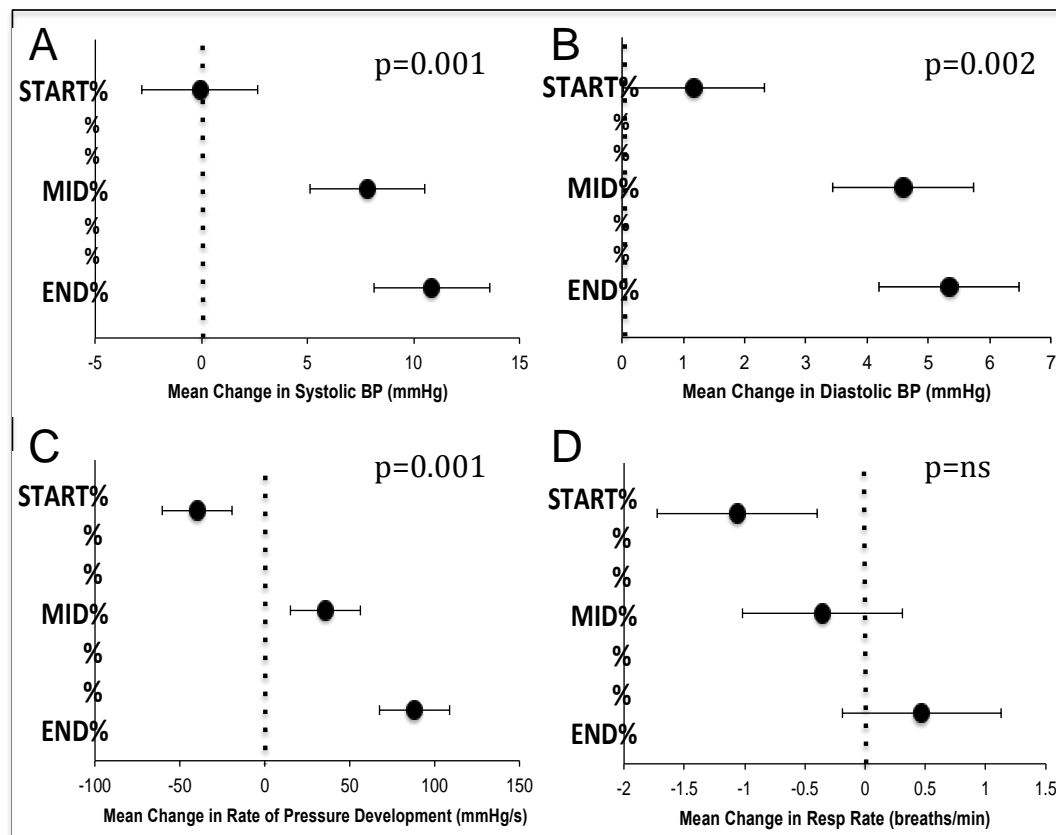 A
p=0.001
START%
%
%
MID%
%
%
END%
-5 0 5 10 15
Mean Change in Systolic BP (mmHg)
B
p=0.002
START%
%
%
MID%
%
%
END%
0 1 2 3 4 5 6 7
Mean Change in Diastolic BP (mmHg)
C
p=0.001
START%
%
%
MID%
%
%
END%
-100 -50 0 50 100 150
Mean Change in Rate of Pressure Development (mmHg/s)
D
p=ns
START%
%
%
MID%
%
%
END%
-2 -1.5 -1 -0.5 0 0.5 1 1.5
Mean Change in Resp Rate (breaths/min)